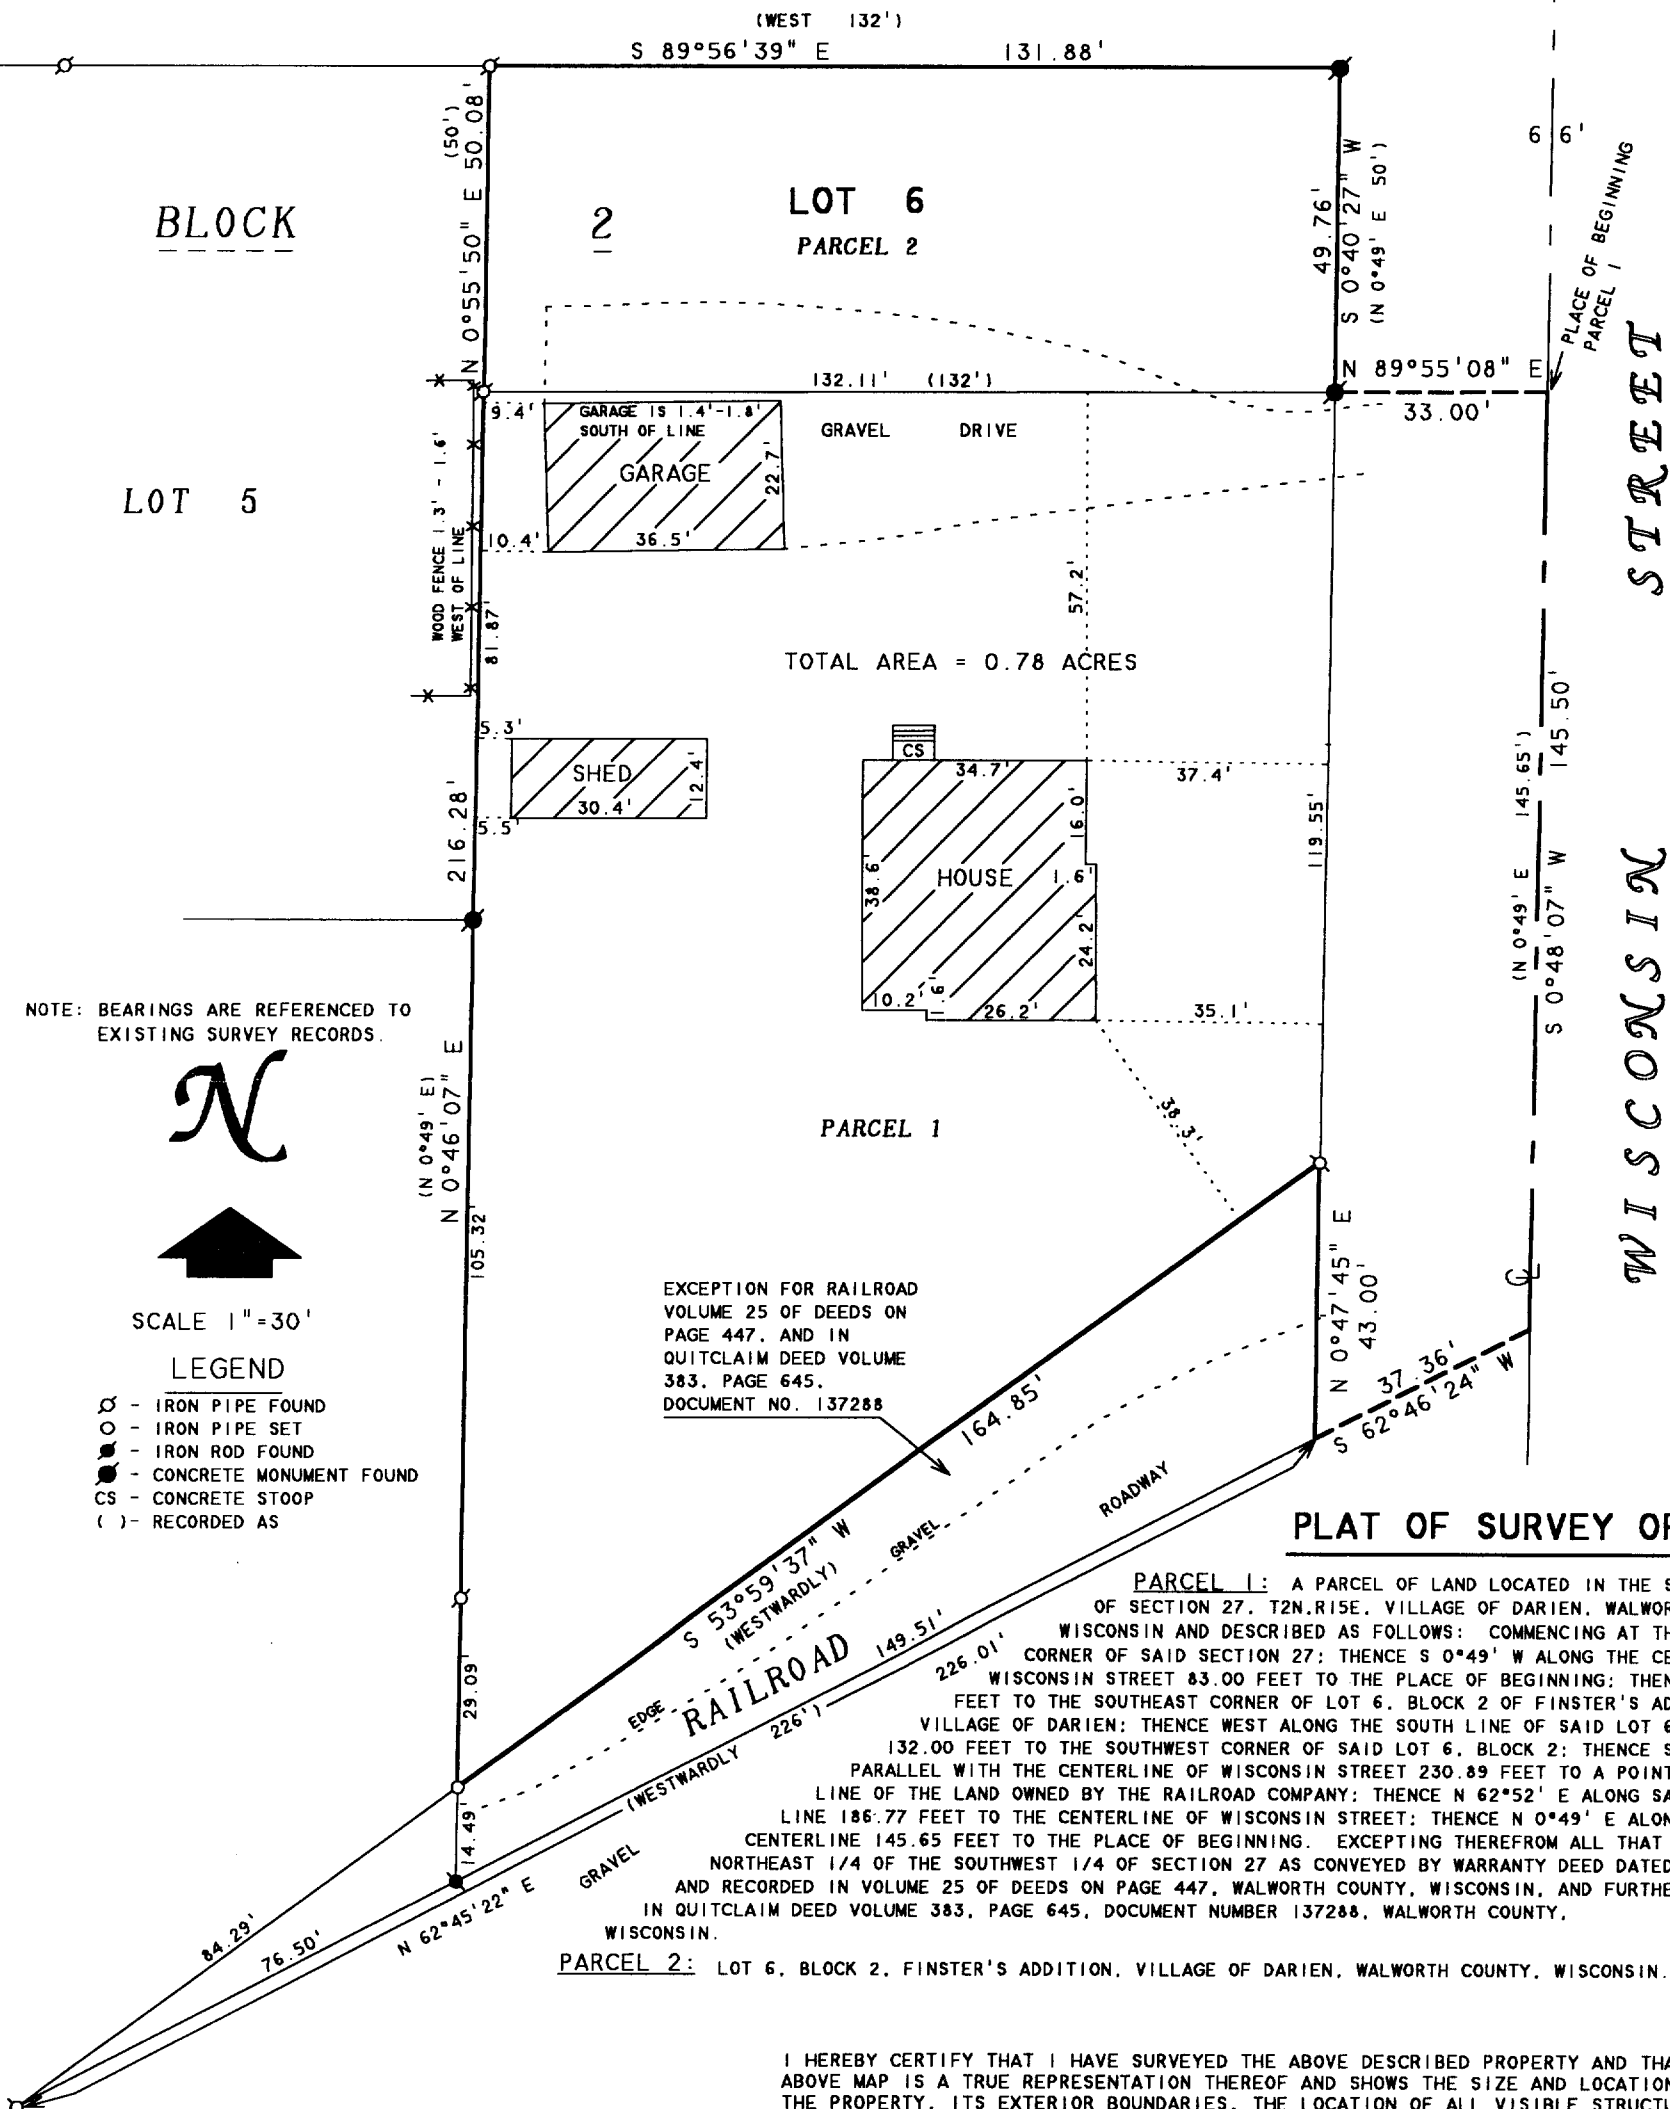 (WEST 132')
S 89°56'39" E 131.88'
(50')
N 0°55'50" E 50.08'
BLOCK 2
LOT 6
PARCEL 2
49.76'
S 0°40'27" W
(N 0°49' E 50')
6 6'
PLACE OF BEGINNING
PARCEL 1
N 89°55'08" E
33.00'
132.11' (132')
9.4'
GARAGE IS 1.4'-1.8'
SOUTH OF LINE
GARAGE
22.7'
36.5'
10.4'
GRAVEL DRIVE
LOT 5
WOOD FENCE 1.3' - 1.6'
WEST OF LINE
81.87'
57.2'
TOTAL AREA = 0.78 ACRES
WISCONSIN STREET
5.3'
SHED
12.4'
30.4'
5.5'
216.28'
CS
34.7'
37.4'
16.0'
38.6'
HOUSE
1.6'
24.2'
10.2'
1.6'
26.2'
35.1'
38.3'
119.55'
(N 0°49' E 145.65')
S 0°48'07" W 145.50'
NOTE: BEARINGS ARE REFERENCED TO
EXISTING SURVEY RECORDS.
N
(N 0°49' E)
N 0°46'07" E
105.32'
PARCEL 1
SCALE 1"=30'
LEGEND
- IRON PIPE FOUND
- IRON PIPE SET
- IRON ROD FOUND
- CONCRETE MONUMENT FOUND
CS - CONCRETE STOOP
( )- RECORDED AS
EXCEPTION FOR RAILROAD
VOLUME 25 OF DEEDS ON
PAGE 447, AND IN
QUITCLAIM DEED VOLUME
383, PAGE 645,
DOCUMENT NO. 137288
164.85'
N 0°47'45" E
43.00'
CL
37.36'
S 62°46'24" W
S 53°59'37" W
(WESTWARDLY)
EDGE GRAVEL ROADWAY
RAILROAD
149.51'
226.01'
(WESTWARDLY 226')
29.09'
14.49'
GRAVEL
N 62°45'22" E
84.29'
76.50'
PLAT OF SURVEY OF
PARCEL 1: A PARCEL OF LAND LOCATED IN THE S
OF SECTION 27, T2N,R15E, VILLAGE OF DARIEN, WALWOR
WISCONSIN AND DESCRIBED AS FOLLOWS: COMMENCING AT TH
CORNER OF SAID SECTION 27; THENCE S 0°49' W ALONG THE CE
WISCONSIN STREET 83.00 FEET TO THE PLACE OF BEGINNING; THEN
FEET TO THE SOUTHEAST CORNER OF LOT 6, BLOCK 2 OF FINSTER'S AD
VILLAGE OF DARIEN; THENCE WEST ALONG THE SOUTH LINE OF SAID LOT 6
132.00 FEET TO THE SOUTHWEST CORNER OF SAID LOT 6, BLOCK 2; THENCE S
PARALLEL WITH THE CENTERLINE OF WISCONSIN STREET 230.89 FEET TO A POINT
LINE OF THE LAND OWNED BY THE RAILROAD COMPANY; THENCE N 62°52' E ALONG SA
LINE 186.77 FEET TO THE CENTERLINE OF WISCONSIN STREET; THENCE N 0°49' E ALON
CENTERLINE 145.65 FEET TO THE PLACE OF BEGINNING. EXCEPTING THEREFROM ALL THAT
NORTHEAST 1/4 OF THE SOUTHWEST 1/4 OF SECTION 27 AS CONVEYED BY WARRANTY DEED DATED
AND RECORDED IN VOLUME 25 OF DEEDS ON PAGE 447, WALWORTH COUNTY, WISCONSIN, AND FURTHE
IN QUITCLAIM DEED VOLUME 383, PAGE 645, DOCUMENT NUMBER 137288, WALWORTH COUNTY,
WISCONSIN.
PARCEL 2: LOT 6, BLOCK 2, FINSTER'S ADDITION, VILLAGE OF DARIEN, WALWORTH COUNTY, WISCONSIN.
I HEREBY CERTIFY THAT I HAVE SURVEYED THE ABOVE DESCRIBED PROPERTY AND THA
ABOVE MAP IS A TRUE REPRESENTATION THEREOF AND SHOWS THE SIZE AND LOCATION
THE PROPERTY, ITS EXTERIOR BOUNDARIES, THE LOCATION OF ALL VISIBLE STRUCTU